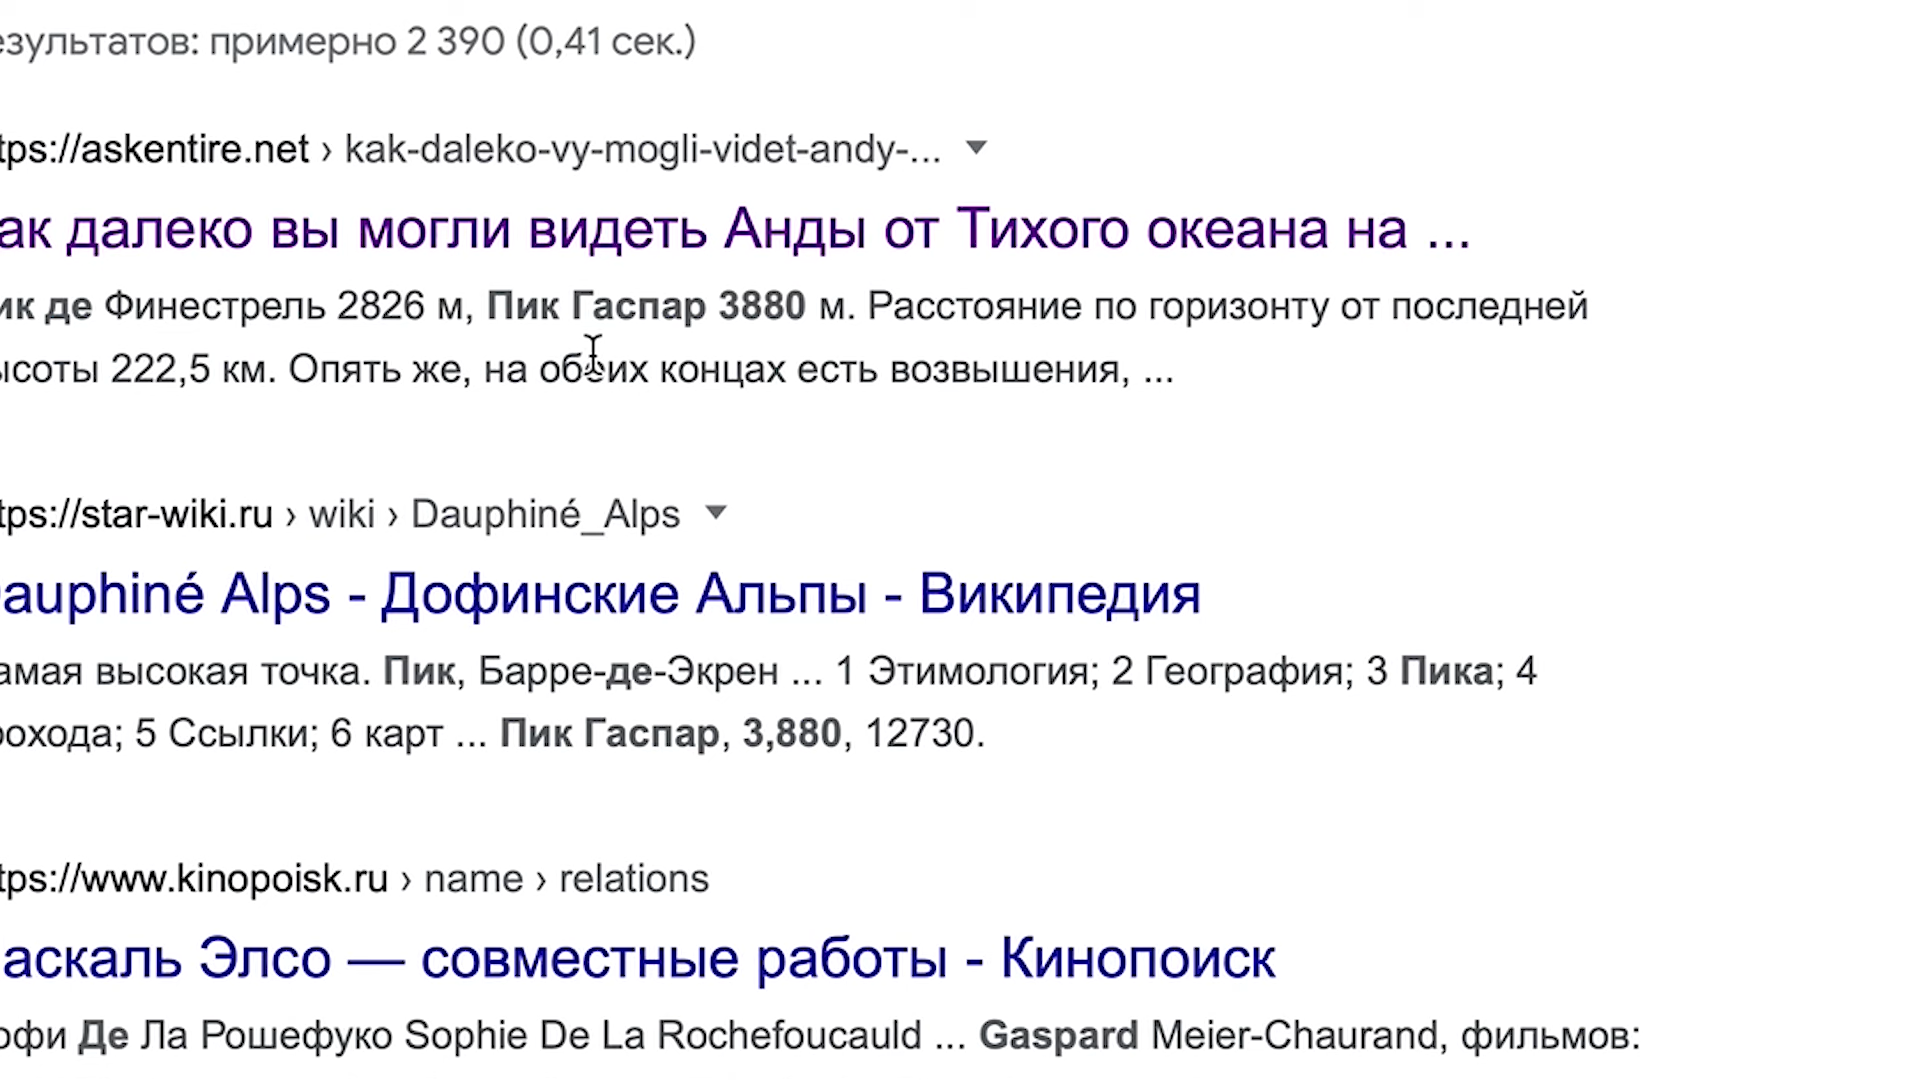 езультатов: примерно 2 390 (0,41 сек.)
tps://askentire.net › kak-daleko-vy-mogli-videt-andy-...
ак далеко вы могли видеть Анды от Тихого океана на ...
ик де Финестрель 2826 м, Пик Гаспар 3880 м. Расстояние по горизонту от последней
ысоты 222,5 км. Опять же, на обоих концах есть возвышения, ...
tps://star-wiki.ru › wiki › Dauphiné_Alps
auphiné Alps - Дофинские Альпы - Википедия
амая высокая точка. Пик, Барре-де-Экрен ... 1 Этимология; 2 География; 3 Пика; 4
рохода; 5 Ссылки; 6 карт ... Пик Гаспар, 3,880, 12730.
tps://www.kinopoisk.ru › name › relations
аскаль Элсо — совместные работы - Кинопоиск
офи Де Ла Рошефуко Sophie De La Rochefoucauld ... Gaspard Meier-Chaurand, фильмов: